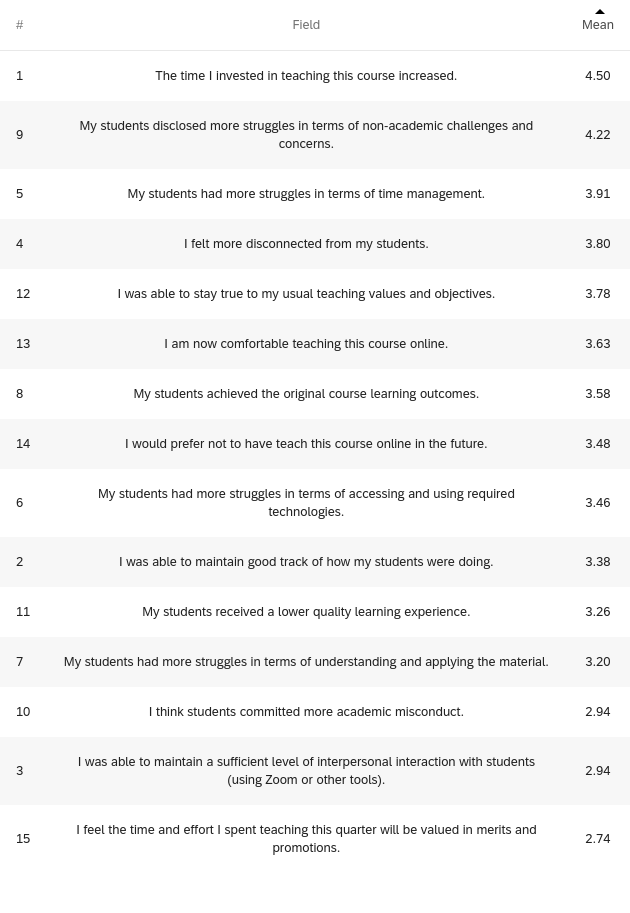 # Field Mean
1 The time I invested in teaching this course increased. 4.50
My students disclosed more struggles in terms of non-academic challenges and
9 concerns. 4.22
5 My students had more struggles in terms of time management. 3.91
4 I felt more disconnected from my students. 3.80
12 I was able to stay true to my usual teaching values and objectives. 3.78
13 I am now comfortable teaching this course online. 3.63
8 My students achieved the original course learning outcomes. 3.58
14 I would prefer not to have teach this course online in the future. 3.48
My students had more struggles in terms of accessing and using required
6 technologies. 3.46
2 I was able to maintain good track of how my students were doing. 3.38
11 My students received a lower quality learning experience. 3.26
7 My students had more struggles in terms of understanding and applying the material. 3.20
10 I think students committed more academic misconduct. 2.94
I was able to maintain a sufficient level of interpersonal interaction with students
3 (using Zoom or other tools). 2.94
I feel the time and effort I spent teaching this quarter will be valued in merits and
15 promotions. 2.74